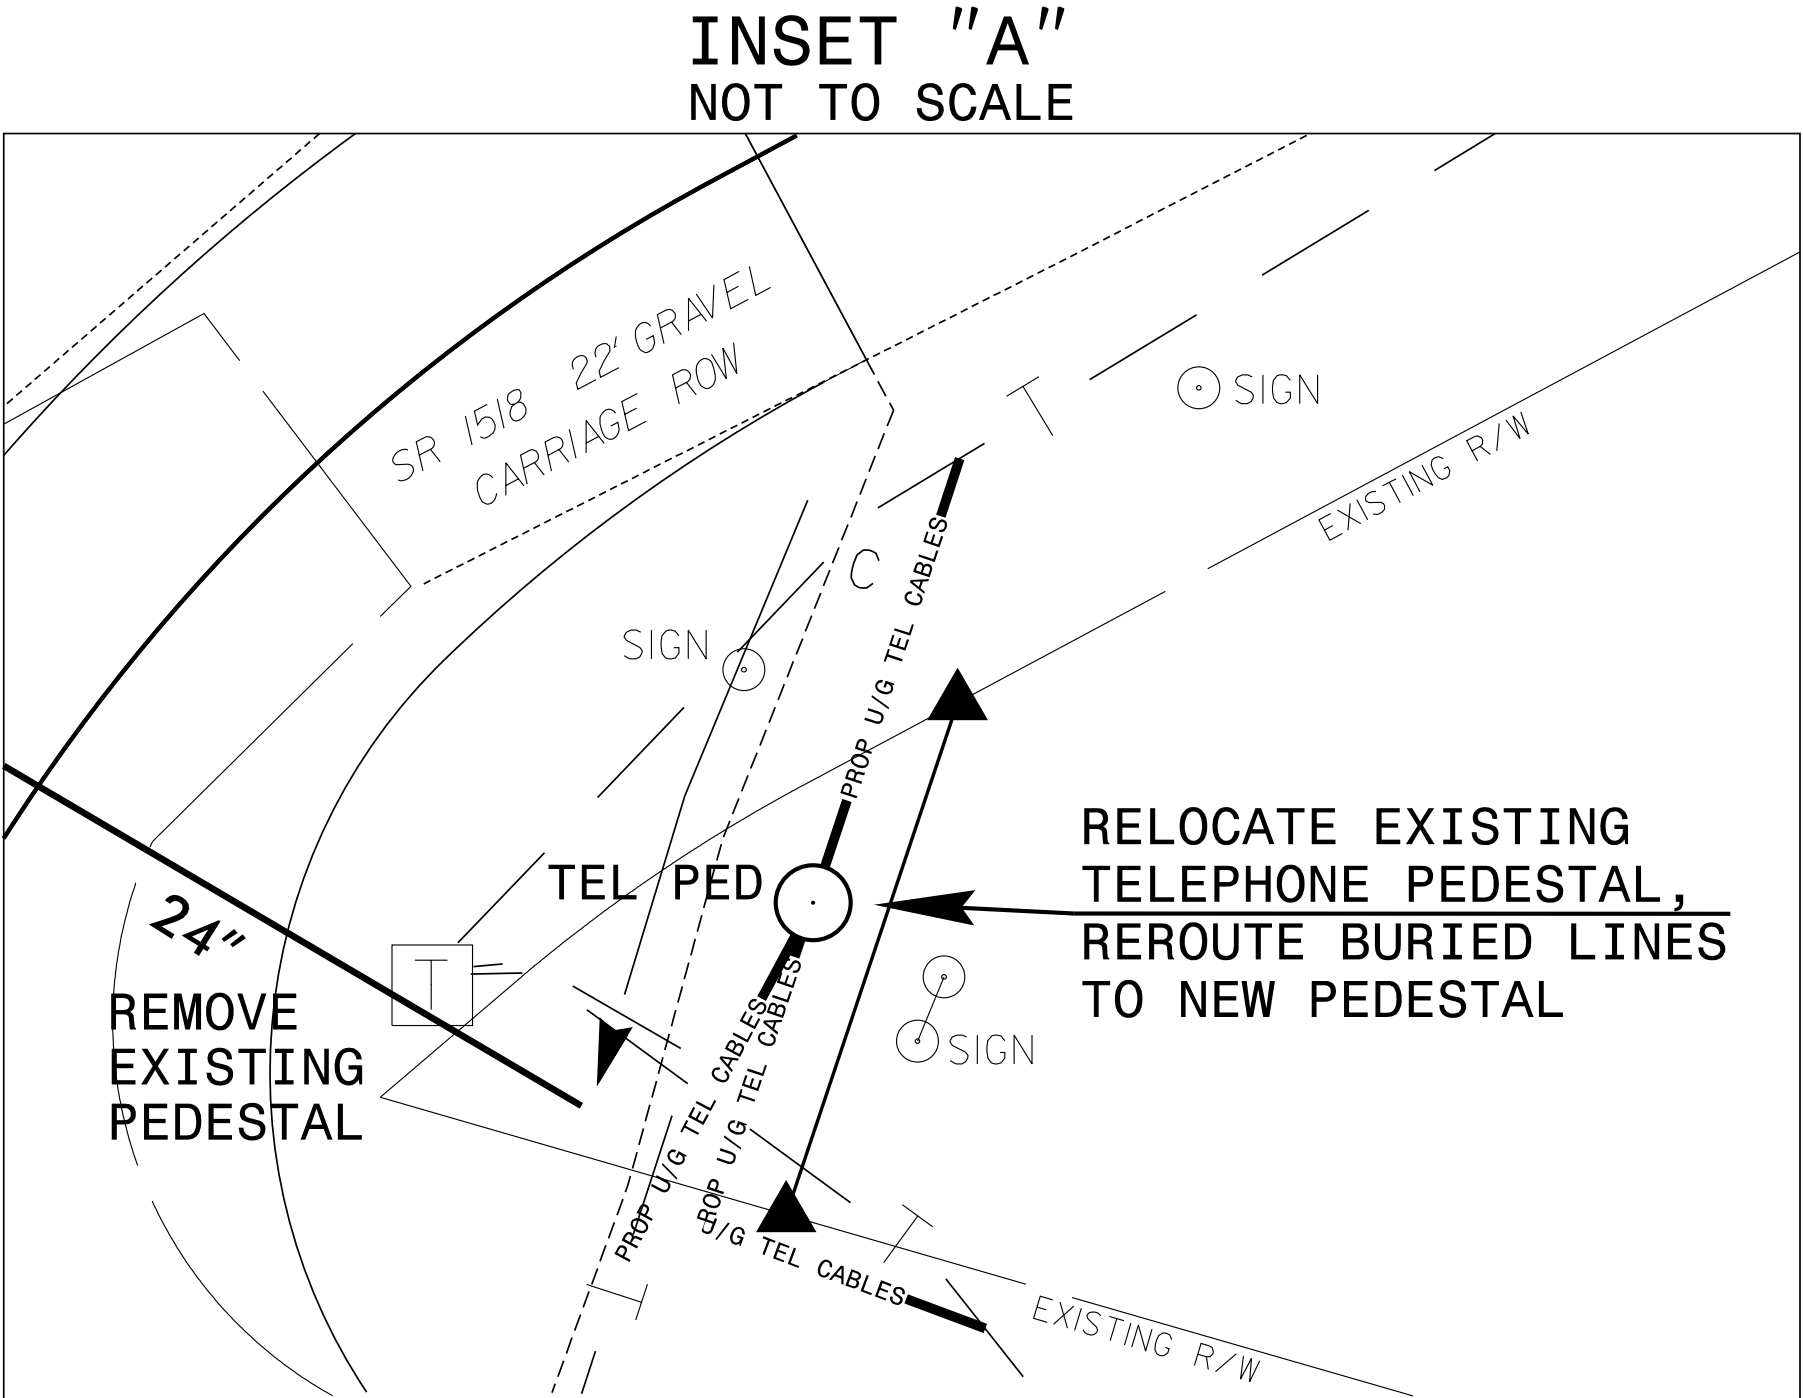 INSET "A"
NOT TO SCALE
SR 1518 22' GRAVEL
CARRIAGE ROW
T
SIGN
EXISTING R/W
C
PROP U/G TEL CABLES
SIGN
TEL PED
RELOCATE EXISTING
TELEPHONE PEDESTAL,
REROUTE BURIED LINES
TO NEW PEDESTAL
24"
T
REMOVE
EXISTING
PEDESTAL
SIGN
PROP U/G TEL CABLES
ROP U/G TEL CABLES
U/G TEL CABLES
T
T
EXISTING R/W